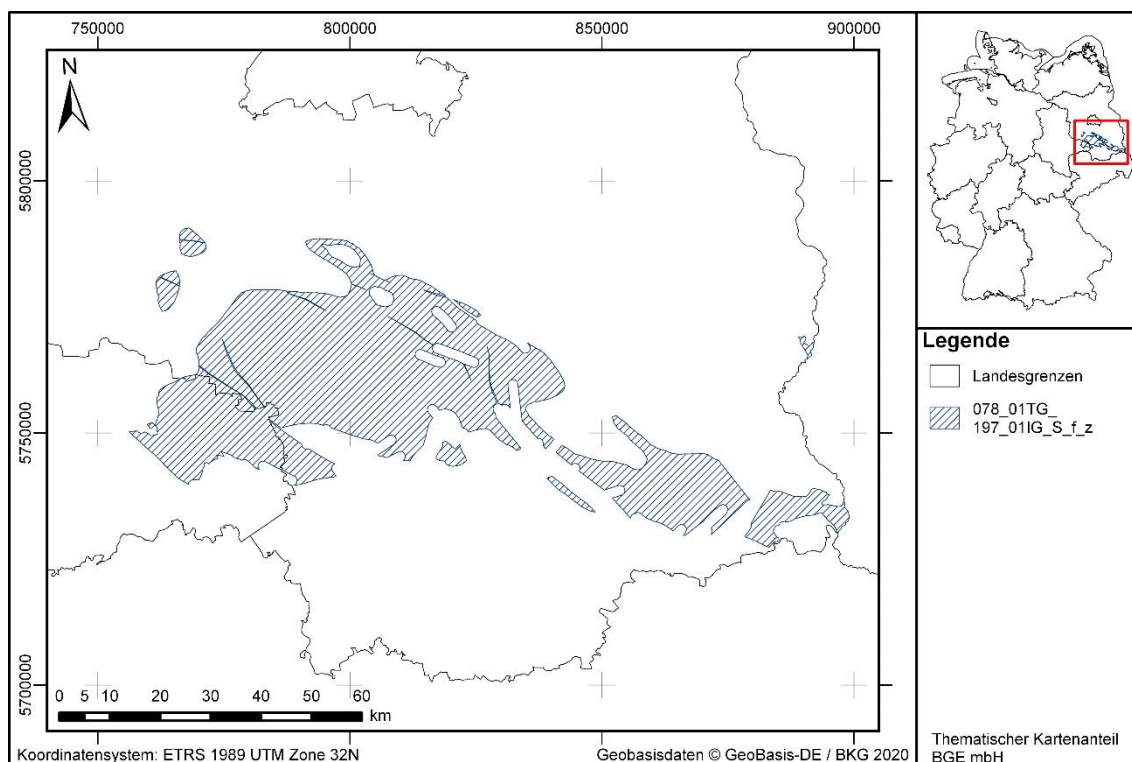 750000 800000 850000 900000
N
5800000
5750000
5700000
0 5 10 20 30 40 50 60
km
Koordinatensystem: ETRS 1989 UTM Zone 32N
Geobasisdaten © GeoBasis-DE / BKG 2020
Legende
Landesgrenzen
078_01TG_
197_01IG_S_f_z
Thematischer Kartenanteil
BGE mbH